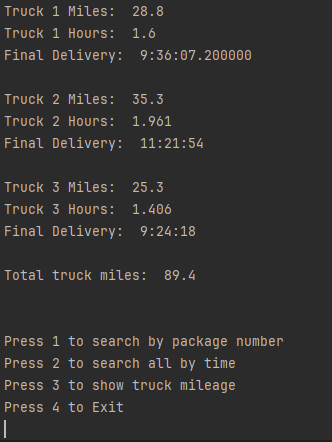 Truck 1 Miles:  28.8
Truck 1 Hours:  1.6
Final Delivery:  9:36:07.200000
Truck 2 Miles:  35.3
Truck 2 Hours:  1.961
Final Delivery:  11:21:54
Truck 3 Miles:  25.3
Truck 3 Hours:  1.406
Final Delivery:  9:24:18
Total truck miles:  89.4
Press 1 to search by package number
Press 2 to search all by time
Press 3 to show truck mileage
Press 4 to Exit